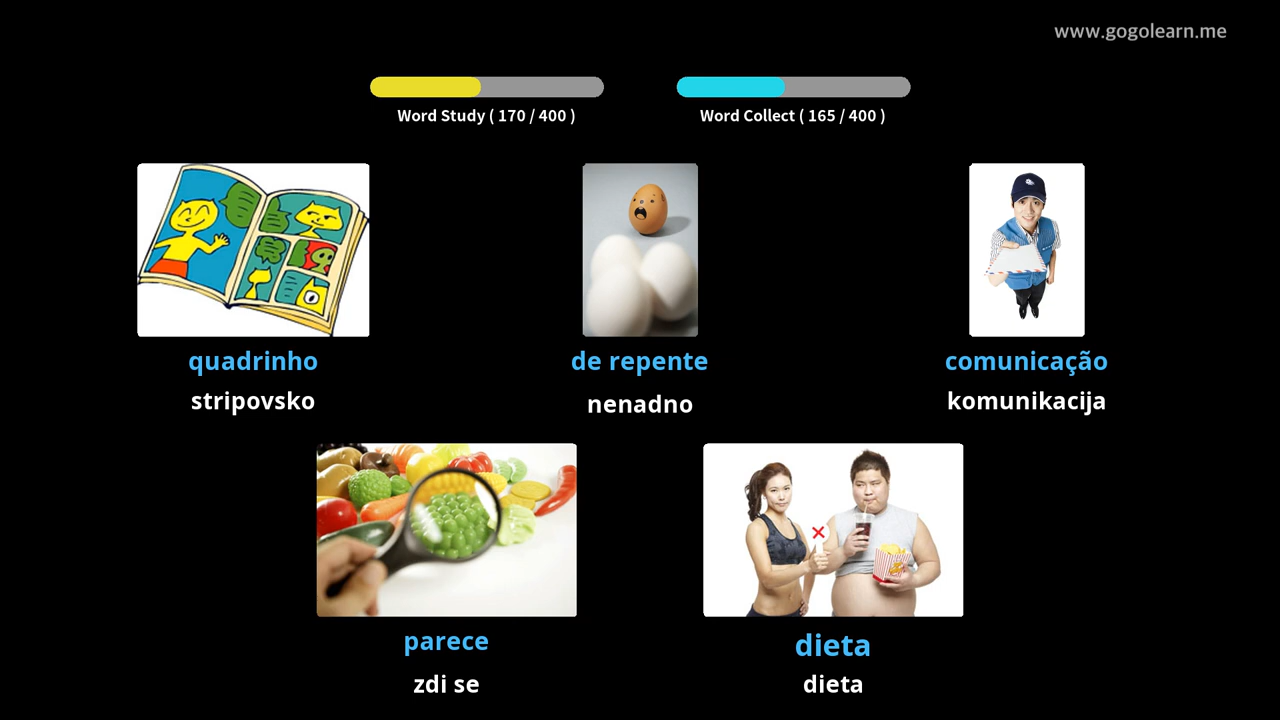 www.gogolearn.me
Word Study ( 170 / 400 )
Word Collect ( 165 / 400 )
quadrinho
stripovsko
de repente
nenadno
comunicação
komunikacija
parece
zdi se
dieta
dieta